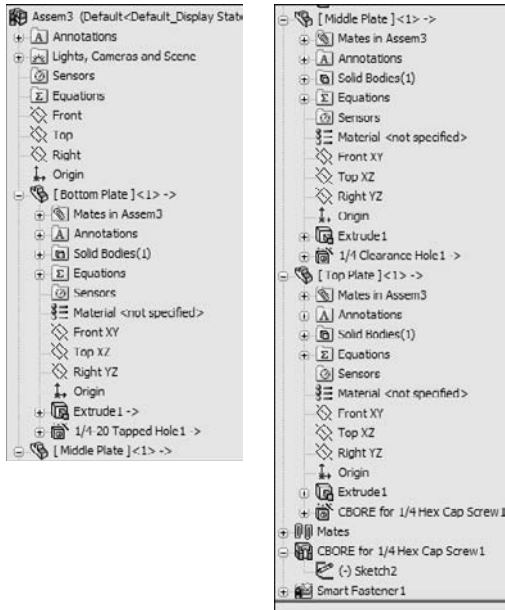 Assem3 (Default<Default_Display State
Annotations
Lights, Cameras and Scene
Sensors
Equations
Front
Top
Right
Origin
[ Bottom Plate ]<1> ->
Mates in Assem3
Annotations
Solid Bodies(1)
Equations
Sensors
Material <not specified>
Front XY
Top XZ
Right YZ
Origin
Extrude1 ->
1/4-20 Tapped Hole1 ->
[ Middle Plate ]<1> ->
[ Middle Plate ]<1> ->
Mates in Assem3
Annotations
Solid Bodies(1)
Equations
Sensors
Material <not specified>
Front XY
Top XZ
Right YZ
Origin
Extrude1
1/4 Clearance Hole1 ->
[ Top Plate ]<1> ->
Mates in Assem3
Annotations
Solid Bodies(1)
Equations
Sensors
Material <not specified>
Front XY
Top XZ
Right YZ
Origin
Extrude1
CBORE for 1/4 Hex Cap Screw1
Mates
CBORE for 1/4 Hex Cap Screw1
(-) Sketch2
Smart Fastener1